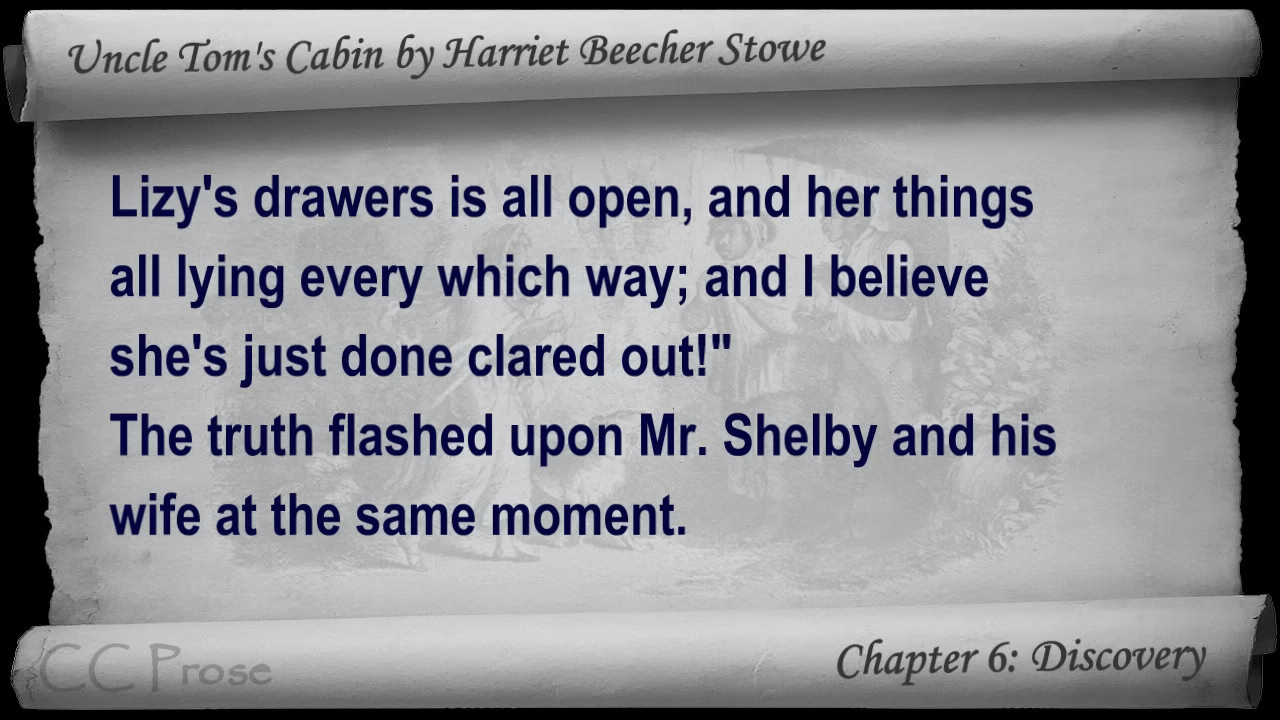 Uncle Tom's Cabin by Harriet Beecher Stowe
Lizy's drawers is all open, and her things
all lying every which way; and I believe
she's just done clared out!"
The truth flashed upon Mr. Shelby and his
wife at the same moment.
CC Prose
Chapter 6: Discovery